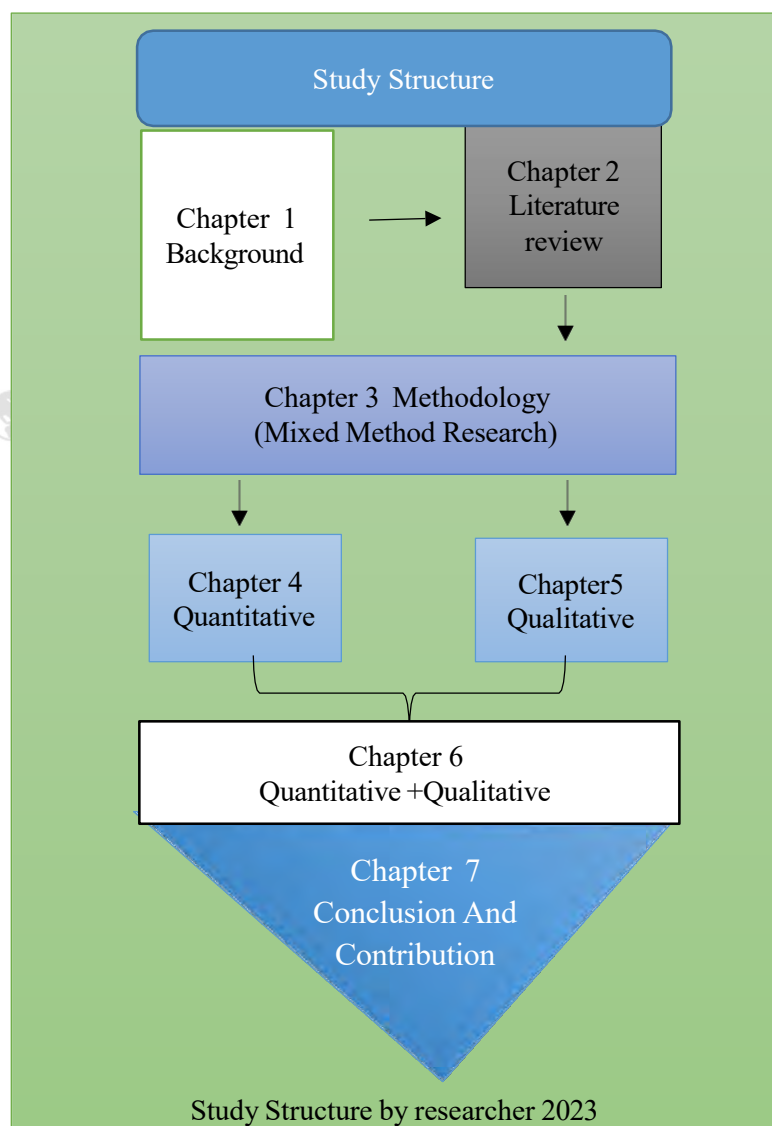 Study Structure
Chapter 1
Background
Chapter 2
Literature
review
Chapter 3 Methodology
(Mixed Method Research)
Chapter 4
Quantitative
Chapter5
Qualitative
Chapter 6
Quantitative +Qualitative
Chapter 7
Conclusion And
Contribution
Study Structure by researcher 2023